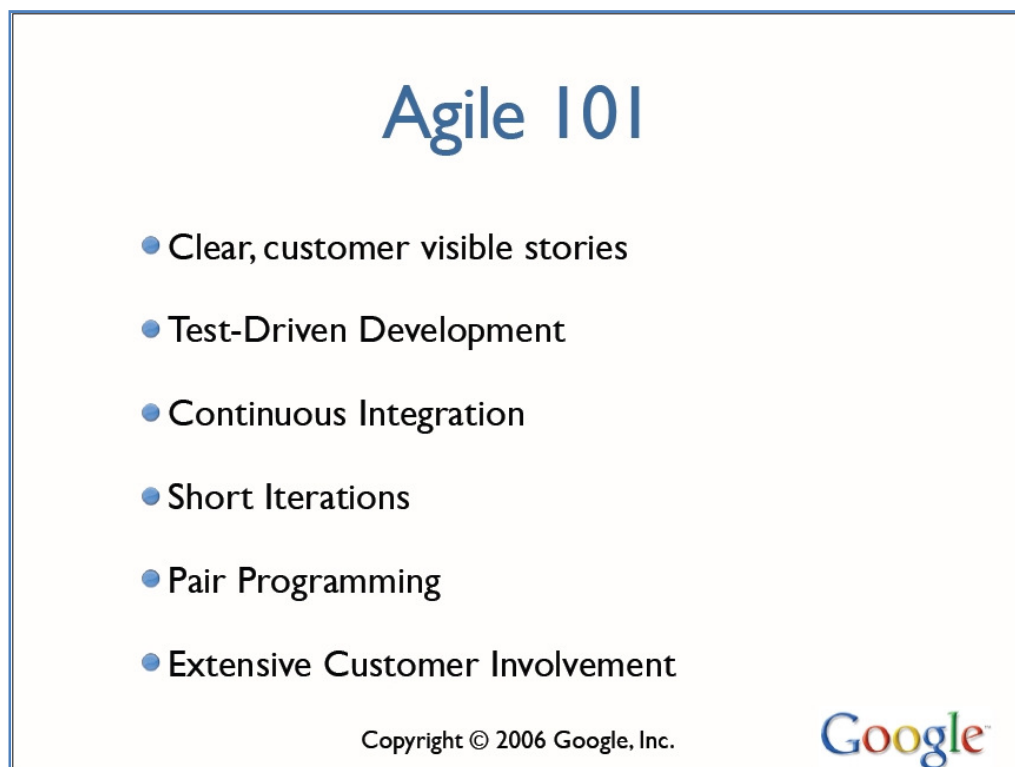 Agile 101
Clear, customer visible stories
Test-Driven Development
Continuous Integration
Short Iterations
Pair Programming
Extensive Customer Involvement
Copyright © 2006 Google, Inc.
Google™